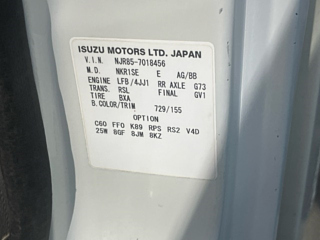 ISUZU MOTORS LTD. JAPAN
V.I.N. NJR85-7018456
M.D. NKR1SE E AG/BB
ENGINE LFB/4JJ1 RR AXLE G73
TRANS. RSL FINAL GV1
TIRE BXA
B.COLOR/TRIM 729/155
OPTION
C60 FF0 K89 RPS RS2 V4D
25W 8GF 8JM 8KZ